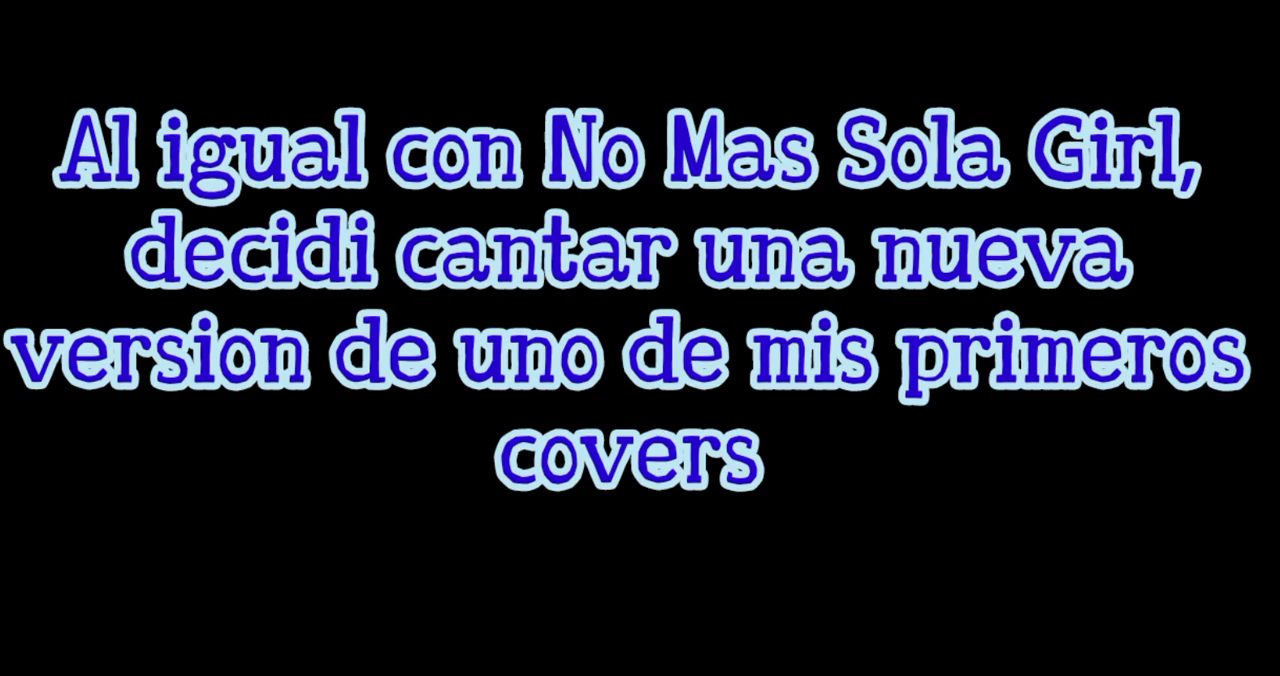 Al igual con No Mas Sola Girl,
decidi cantar una nueva
version de uno de mis primeros
covers